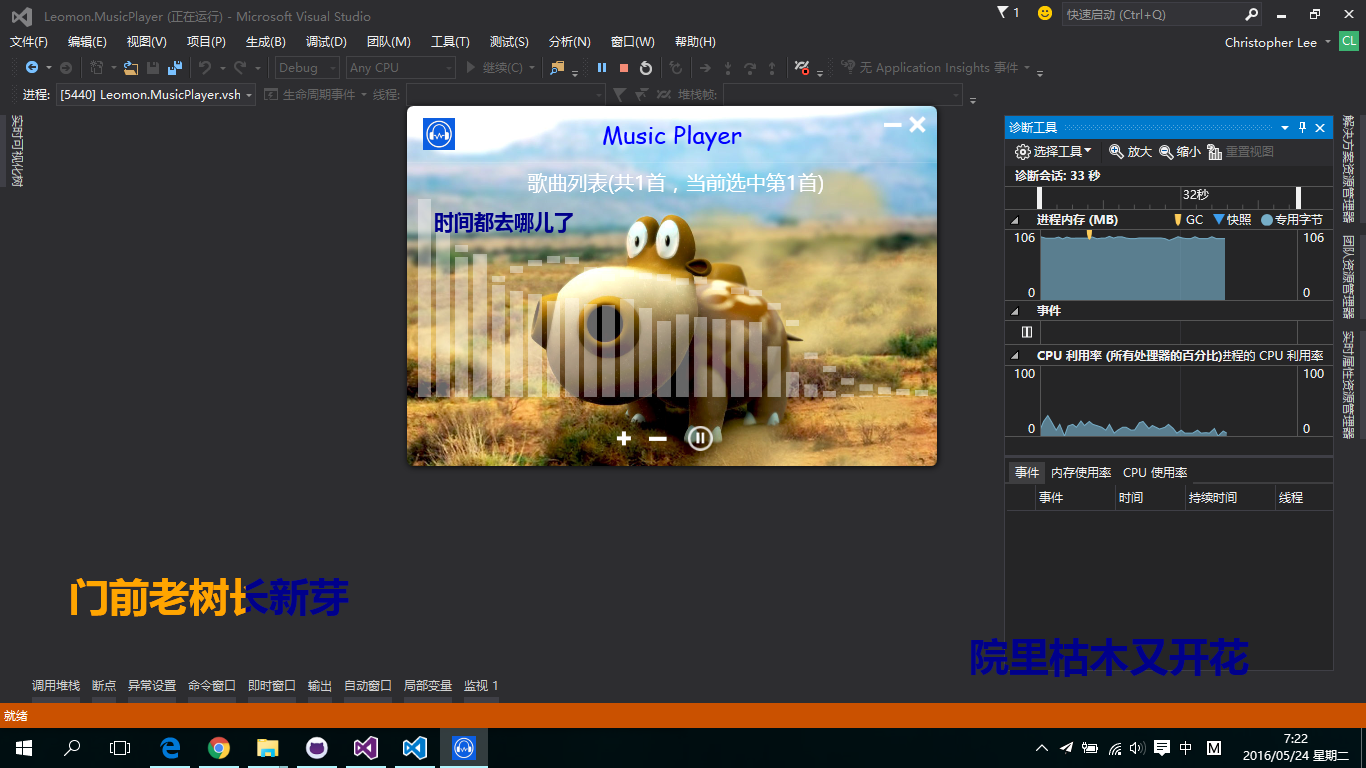 Leomon.MusicPlayer (正在运行) - Microsoft Visual Studio
1
快速启动 (Ctrl+Q)
文件(F) 编辑(E) 视图(V) 项目(P) 生成(B) 调试(D) 团队(M) 工具(T) 测试(S) 分析(N) 窗口(W) 帮助(H)
Christopher Lee CL
Debug Any CPU 继续(C) 无 Application Insights 事件
进程: [5440] Leomon.MusicPlayer.vsh 生命周期事件 线程: 堆栈帧:
实时可视化树
Music Player
歌曲列表(共1首，当前选中第1首)
时间都去哪儿了
诊断工具
选择工具 放大 缩小 重置视图
诊断会话: 33 秒
32秒
进程内存 (MB) GC 快照 专用字节
106 106
0 0
事件
CPU 利用率 (所有处理器的百分比)进程的 CPU 利用率
100 100
0 0
事件 内存使用率 CPU 使用率
事件 时间 持续时间 线程
解决方案资源管理器
团队资源管理器
实时属性资源管理器
门前老树长新芽
院里枯木又开花
调用堆栈 断点 异常设置 命令窗口 即时窗口 输出 自动窗口 局部变量 监视 1
就绪
中 M
7:22
2016/05/24 星期二